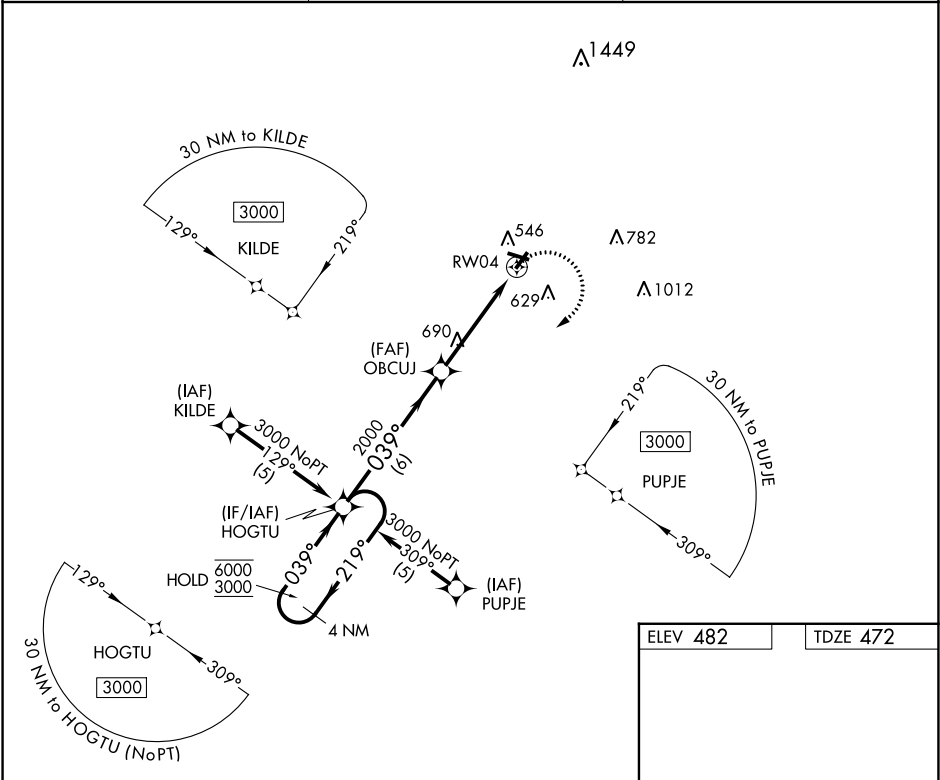 1449
30 NM to KILDE
3000
129°
219°
KILDE
546
782
RW04
629
1012
690
(FAF)
OBCUJ
219°
30 NM to PUPJE
3000
PUPJE
309°
(IAF)
KILDE
3000 NoPT
129°
(5)
2000
039°
(6)
(IF/IAF)
HOGTU
3000 NoPT
309°
(5)
039°
219°
HOLD
6000
3000
(IAF)
PUPJE
4 NM
129°
HOGTU
309°
3000
30 NM to HOGTU (NoPT)
ELEV 482
TDZE 472